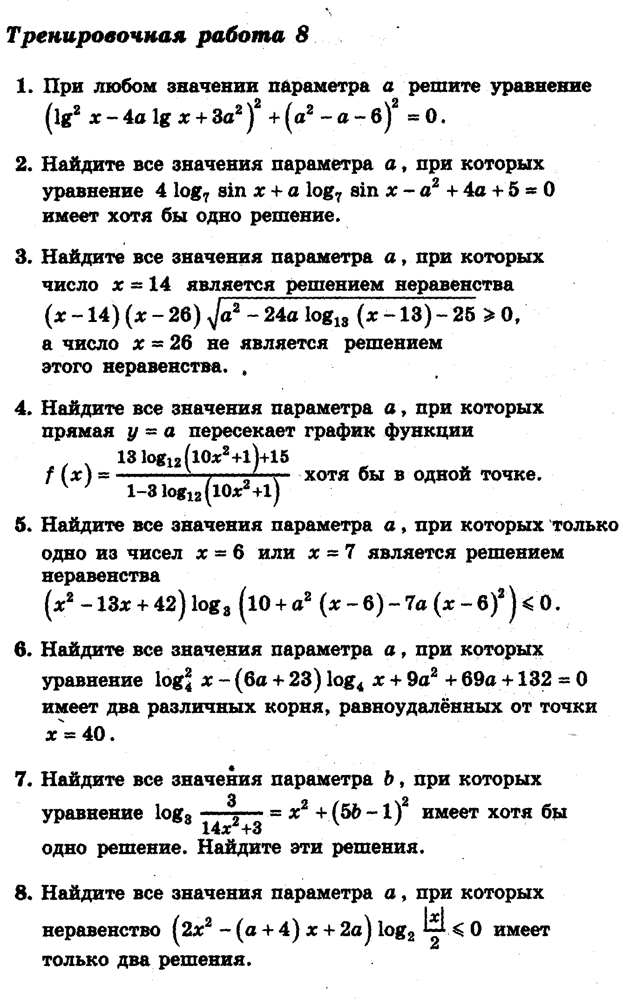 Тренировочная работа 8
1. При любом значении параметра a решите уравнение
(lg² x − 4a lg x + 3a²)² + (a² − a − 6)² = 0.
2. Найдите все значения параметра a, при которых
уравнение 4 log₇ sin x + a log₇ sin x − a² + 4a + 5 = 0
имеет хотя бы одно решение.
3. Найдите все значения параметра a, при которых
число x = 14 является решением неравенства
(x − 14)(x − 26)√(a² − 24a log₁₃ (x − 13) − 25) ⩾ 0,
а число x = 26 не является решением
этого неравенства.
4. Найдите все значения параметра a, при которых
прямая y = a пересекает график функции
f(x) = (13 log₁₂(10x²+1)+15)/(1−3 log₁₂(10x²+1)) хотя бы в одной точке.
5. Найдите все значения параметра a, при которых только
одно из чисел x = 6 или x = 7 является решением
неравенства
(x² − 13x + 42) log₃ (10 + a² (x − 6) − 7a (x − 6)²) ⩽ 0.
6. Найдите все значения параметра a, при которых
уравнение log₄² x − (6a + 23) log₄ x + 9a² + 69a + 132 = 0
имеет два различных корня, равноудалённых от точки
x = 40.
7. Найдите все значения параметра b, при которых
уравнение log₃ 3/(14x²+3) = x² + (5b − 1)² имеет хотя бы
одно решение. Найдите эти решения.
8. Найдите все значения параметра a, при которых
неравенство (2x² − (a + 4) x + 2a) log₂ |x|/2 ⩽ 0 имеет
только два решения.